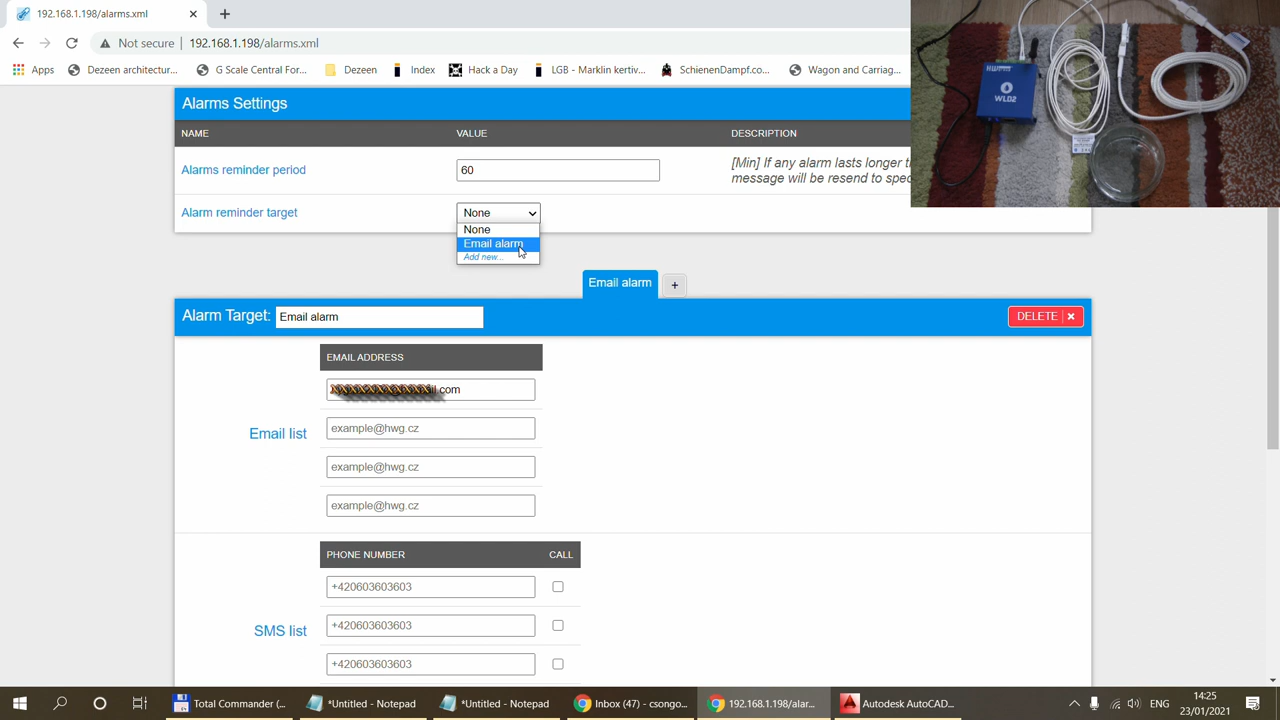 192.168.1.198/alarms.xml
Not secure 192.168.1.198/alarms.xml
Apps Dezeen architectur... G Scale Central For... Dezeen Index Hack a Day LGB - Marklin kertiv... SchienenDampf.co... Wagon and Carriag...
WLD2
Alarms Settings
NAME VALUE DESCRIPTION
Alarms reminder period 60 [Min] If any alarm lasts longer
message will be resend to
Alarm reminder target None
None
Email alarm
Add new...
Email alarm +
Alarm Target: Email alarm DELETE
EMAIL ADDRESS
.com
Email list
example@hwg.cz
example@hwg.cz
example@hwg.cz
PHONE NUMBER CALL
+420603603603
SMS list
+420603603603
+420603603603
Total Commander (... *Untitled - Notepad *Untitled - Notepad Inbox (47) - csongo... 192.168.1.198/alar... Autodesk AutoCAD... ENG
14:25
23/01/2021